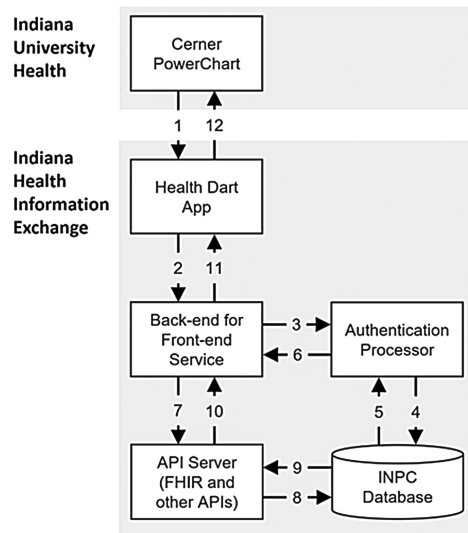 Indiana
University
Health
Cerner
PowerChart
1
12
Indiana
Health
Information
Exchange
Health Dart
App
2
11
Back-end for
Front-end
Service
3
6
Authentication
Processor
7
10
5
4
API Server
(FHIR and
other APIs)
9
8
INPC
Database